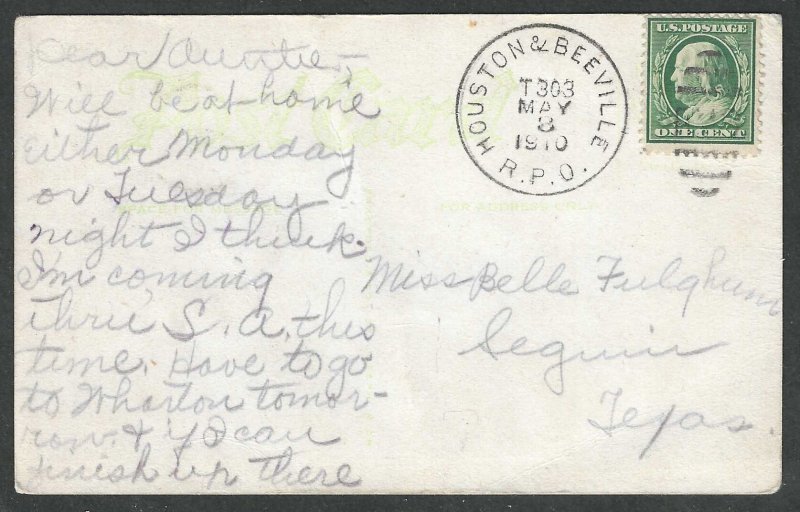 Dear Auntie,-
Will be at home
either Monday
or Tuesday
night I think.
I'm coming
thru S. A. this
time. Have to go
to Wharton tomor-
row. & if I can
finish up there
Post Card
FOR ADDRESS ONLY
HOUSTON & BEEVILLE
T303
MAY
8
1910
R.P.O.
U.S. POSTAGE
ONE CENT
Miss Belle Fulghum
Seguin
Texas.